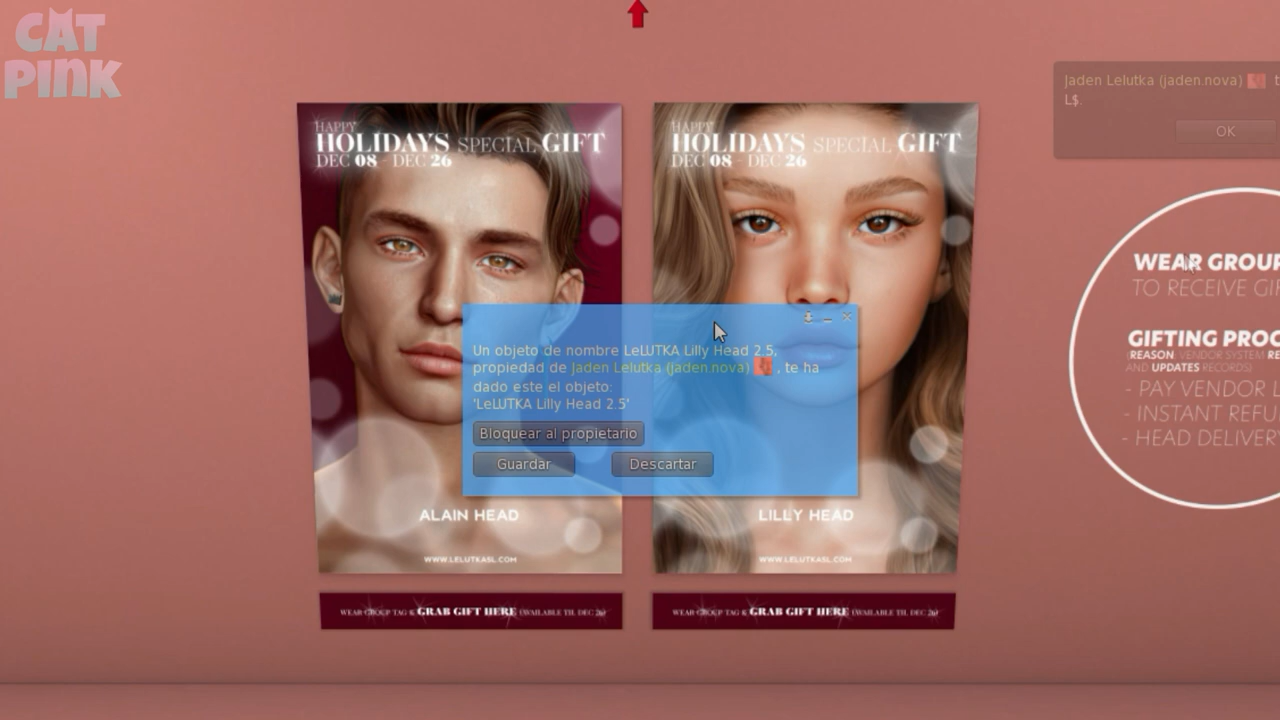 CAT
PINK
HAPPY
HOLIDAYS SPECIAL GIFT
DEC 08 - DEC 26
HAPPY
HOLIDAYS SPECIAL GIFT
DEC 08 - DEC 26
Jaden Lelutka (jaden.nova)
L$.
OK
WEAR GROUP
TO RECEIVE
GIFTING
(REASON: VENDOR SYSTEM
AND UPDATES RECORDS)
- PAY VENDOR
- INSTANT
- HEAD DELIVERY
Un objeto de nombre LeLUTKA Lilly Head 2.5,
propiedad de Jaden Lelutka (jaden.nova) , te ha
dado este el objeto:
'LeLUTKA Lilly Head 2.5'
Bloquear al propietario
Guardar
Descartar
ALAIN HEAD
WWW.LELUTKASL.COM
LILLY HEAD
WWW.LELUTKASL.COM
WEAR GROUP TAG & GRAB GIFT HERE (AVAILABLE TIL DEC 26)
WEAR GROUP TAG & GRAB GIFT HERE (AVAILABLE TIL DEC 26)